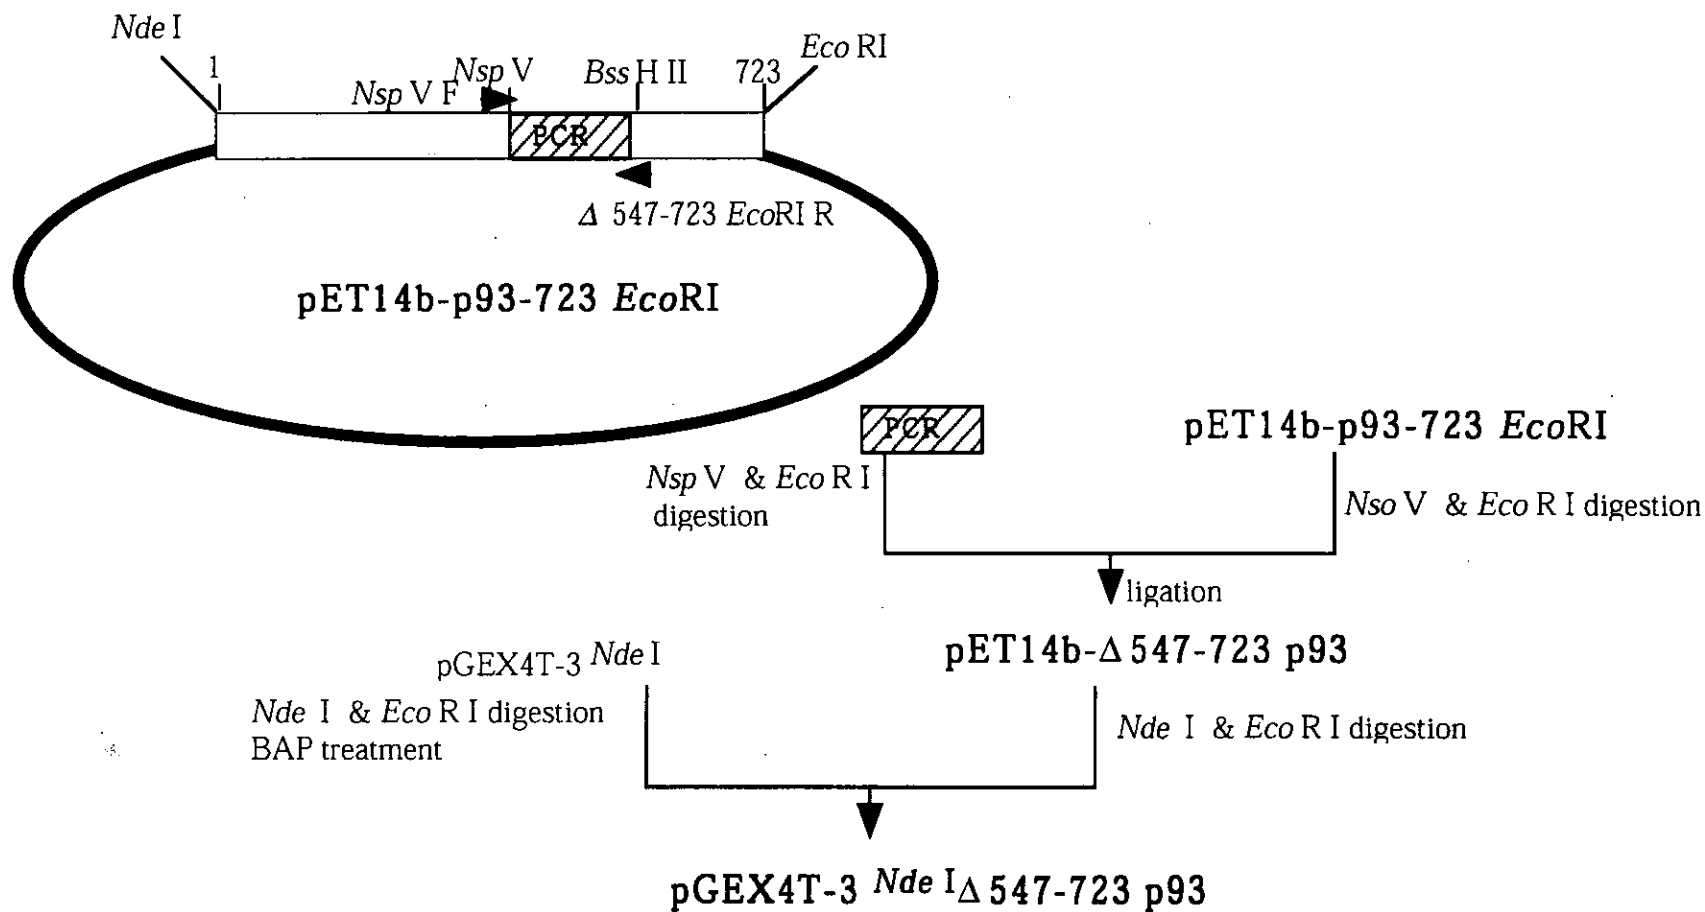 Nde I
1
Nsp V F
Nsp V
Bss H II
723
Eco RI
PCR
Δ 547-723 EcoRI R
pET14b-p93-723 EcoRI
PCR
pET14b-p93-723 EcoRI
Nsp V & Eco R I
digestion
Nso V & Eco R I digestion
ligation
pGEX4T-3 Nde I
pET14b-Δ 547-723 p93
Nde I & Eco R I digestion
BAP treatment
Nde I & Eco R I digestion
pGEX4T-3 Nde I Δ 547-723 p93